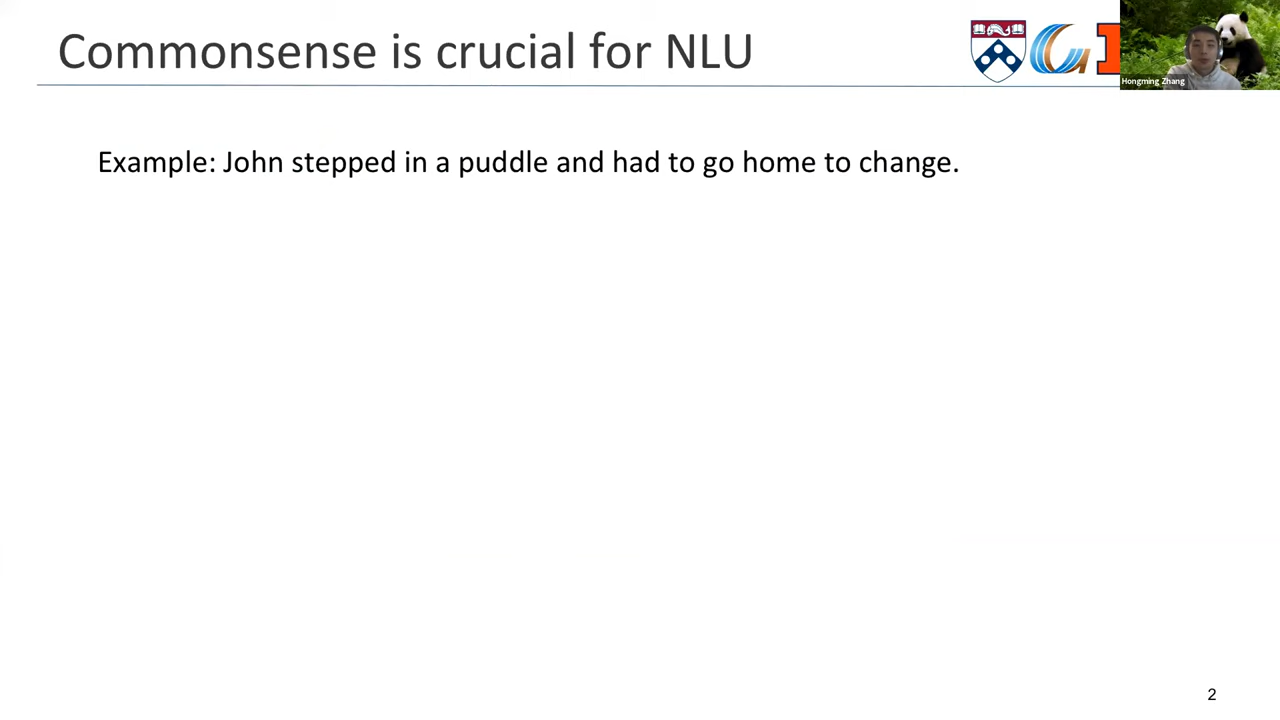 Commonsense is crucial for NLU
Hongming Zhang
Example: John stepped in a puddle and had to go home to change.
2